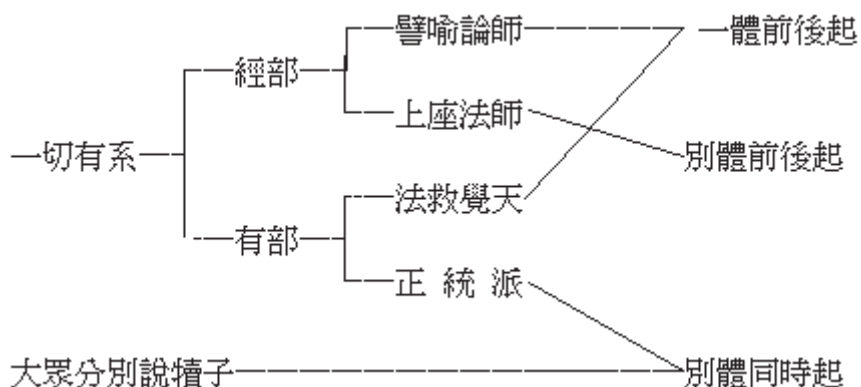 譬喻論師 一體前後起
經部
上座法師
一切有系 別體前後起
法救覺天
有部
正統派
大眾分別說犢子 別體同時起